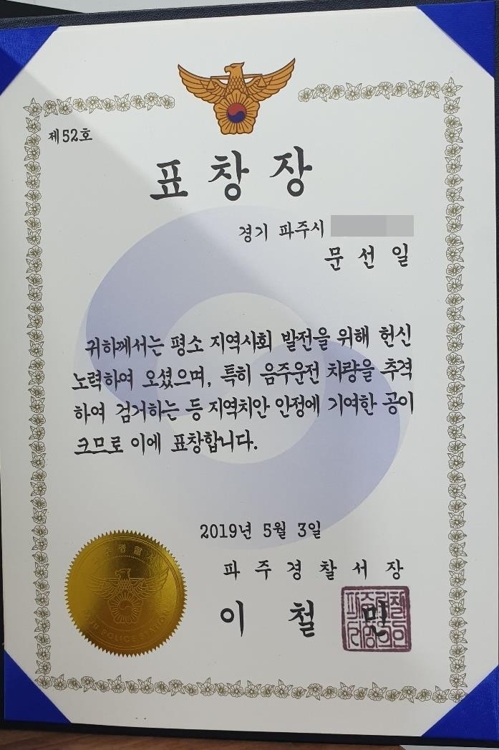 제52호
표창장
경기 파주시
문선일
귀하께서는 평소 지역사회 발전을 위해 헌신
노력하여 오셨으며, 특히 음주운전 차량을 추격
하여 검거하는 등 지역치안 안정에 기여한 공이
크므로 이에 표창합니다.
2019년 5월 3일
파주경찰서장
이 철 민